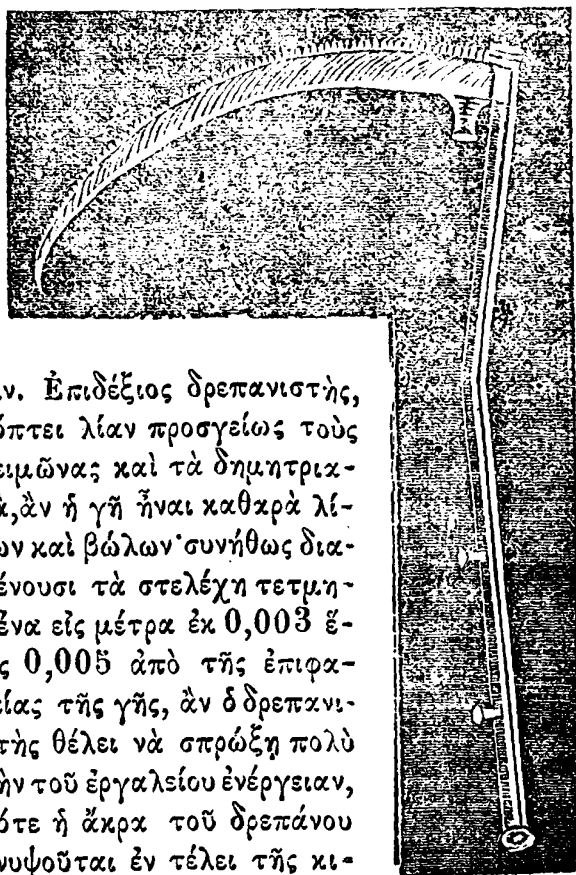 ιν. Ἐπιδέξιος δρεπανιστὴς,
όπτει λίαν προσγείως τοὺς
ειμῶνας καὶ τὰ δημητρια-
ὰ, ἂν ἡ γῆ ἦναι καθαρὰ λί-
ων καὶ βώλων· συνήθως δια-
ένουσι τὰ στελέχη τετμη-
ένα εἰς μέτρα ἐκ 0,003 ἕ-
ς 0,005 ἀπὸ τῆς ἐπιφα-
είας τῆς γῆς, ἂν ὁ δρεπανι-
τὴς θέλει νὰ σπρώξῃ πολὺ
ὴν τοῦ ἐργαλείου ἐνέργειαν,
ότε ἡ ἄκρα τοῦ δρεπάνου
νυψοῦται ἐν τέλει τῆς κι-